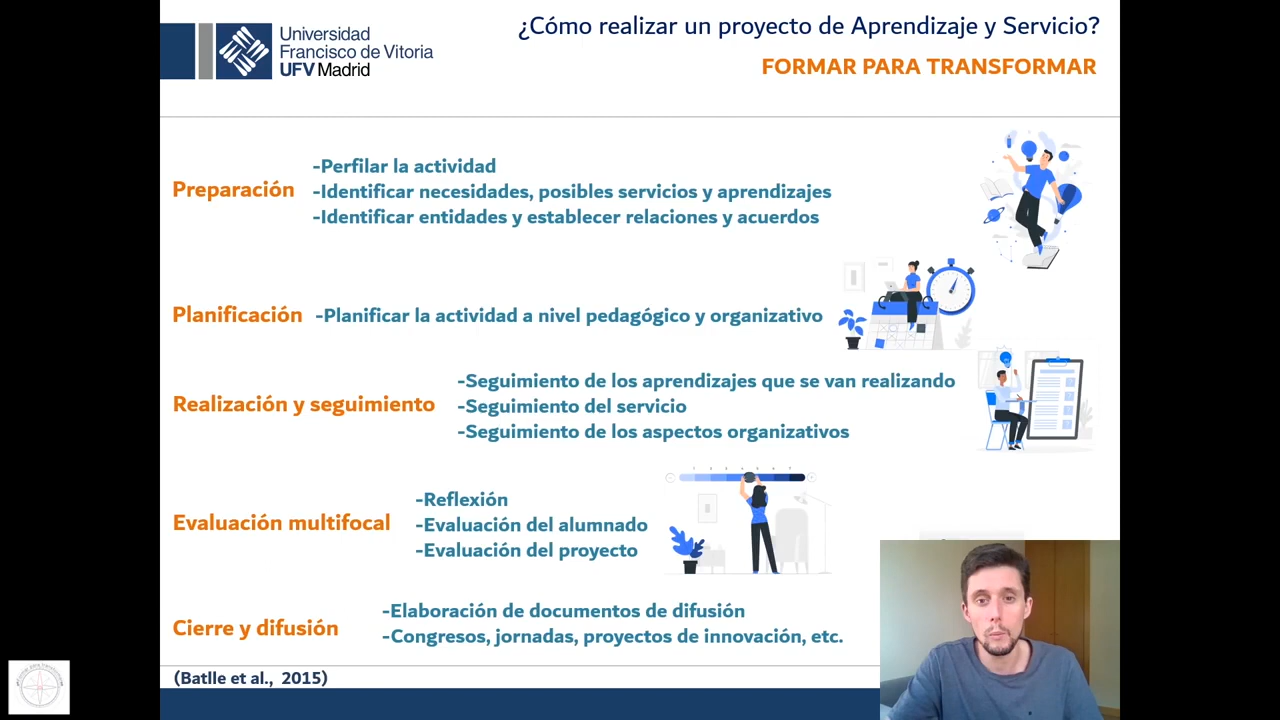 Universidad
Francisco de Vitoria
UFV Madrid
¿Cómo realizar un proyecto de Aprendizaje y Servicio?
FORMAR PARA TRANSFORMAR
Preparación
-Perfilar la actividad
-Identificar necesidades, posibles servicios y aprendizajes
-Identificar entidades y establecer relaciones y acuerdos
Planificación
-Planificar la actividad a nivel pedagógico y organizativo
Realización y seguimiento
-Seguimiento de los aprendizajes que se van realizando
-Seguimiento del servicio
-Seguimiento de los aspectos organizativos
Evaluación multifocal
-Reflexión
-Evaluación del alumnado
-Evaluación del proyecto
Cierre y difusión
-Elaboración de documentos de difusión
-Congresos, jornadas, proyectos de innovación, etc.
(Batlle et al., 2015)